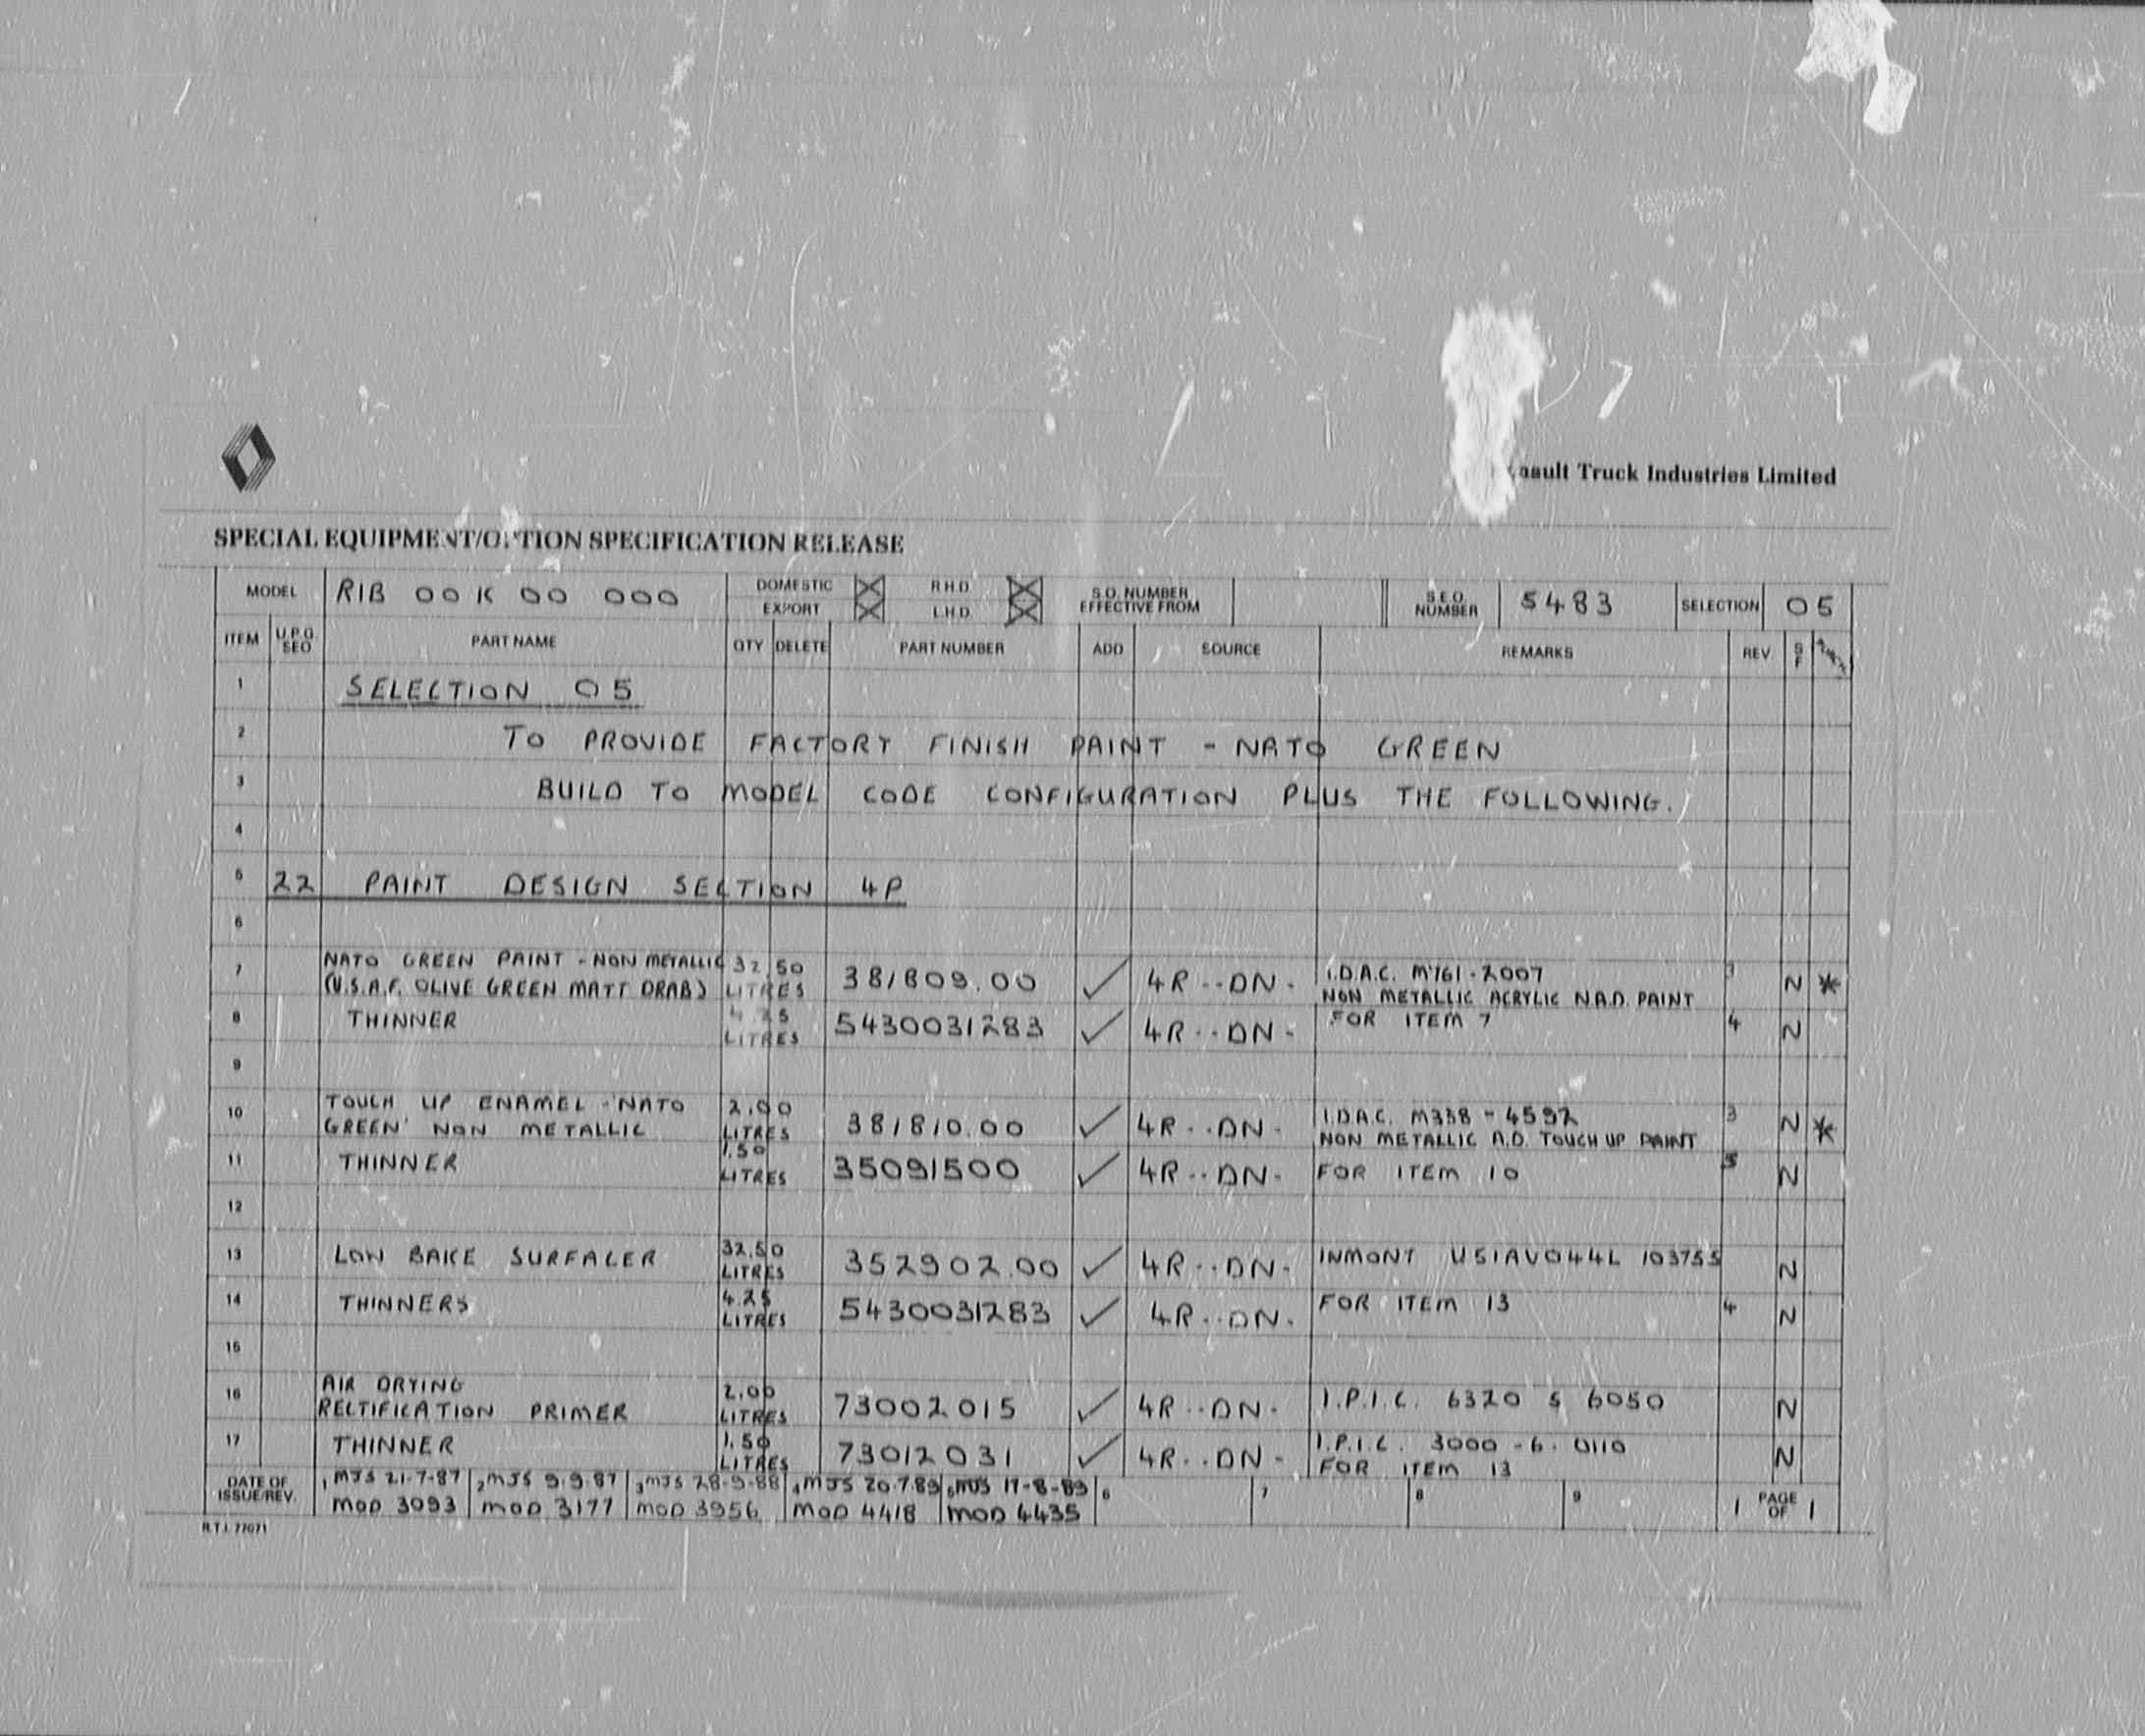 Renault Truck Industries Limited
SPECIAL EQUIPMENT/OPTION SPECIFICATION RELEASE
MODEL RIB 00 K 00 000 DOMESTIC EXPORT R.H.D. L.H.D. S.O. NUMBER EFFECTIVE FROM S.E.O. NUMBER 5483 SELECTION 05
ITEM U.P.G SEQ PART NAME QTY DELETE PART NUMBER ADD SOURCE REMARKS REV. S F
1 SELECTION 05
2 TO PROVIDE FACTORY FINISH PAINT - NATO GREEN
3 BUILD TO MODEL CODE CONFIGURATION PLUS THE FOLLOWING.
4
5 22 PAINT DESIGN SECTION 4P
6
7 NATO GREEN PAINT - NON METALLIC 32.50 381809.00 ✓ 4R--DN- I.D.A.C. M761-2007 3 N *
(U.S.A.F. OLIVE GREEN MATT DRAB) LITRES NON METALLIC ACRYLIC N.A.D. PAINT
8 THINNER 4.25 LITRES 5430031283 ✓ 4R--DN- FOR ITEM 7 4 N
9
10 TOUCH UP ENAMEL - NATO 2.00 381810.00 ✓ 4R--DN- I.D.A.C. M338-4592 3 N *
GREEN NON METALLIC LITRES NON METALLIC A.D. TOUCH UP PAINT
11 THINNER 1.50 LITRES 35091500 ✓ 4R--DN- FOR ITEM 10 5 N
12
13 LOW BAKE SURFACER 32.50 LITRES 352902.00 ✓ 4R--DN- INMONT USIAVO44L 103755 N
14 THINNERS 4.25 LITRES 5430031283 ✓ 4R--DN- FOR ITEM 13 4 N
15
16 AIR DRYING 2.00 73002015 ✓ 4R--DN- I.P.I.C. 6320 S 6050 N
RECTIFICATION PRIMER LITRES
17 THINNER 1.50 LITRES 73012031 ✓ 4R--DN- I.P.I.C. 3000-6.0110 N
FOR ITEM 13
DATE OF ISSUE/REV. 1 MJS 21-7-87 2 MJS 9-9-87 3 MJS 28-9-88 4 MJS 20-7-89 5 MJS 17-8-89 6 7 8 9 1 PAGE OF 1
MOD 3093 MOD 3177 MOD 3956 MOD 4418 MOD 4435
R.T.I. 77071